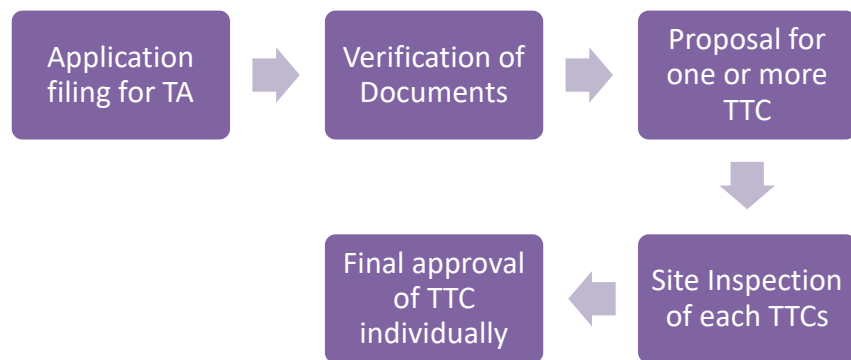 Application
filing for TA
Verification of
Documents
Proposal for
one or more
TTC
Site Inspection
of each TTCs
Final approval
of TTC
individually